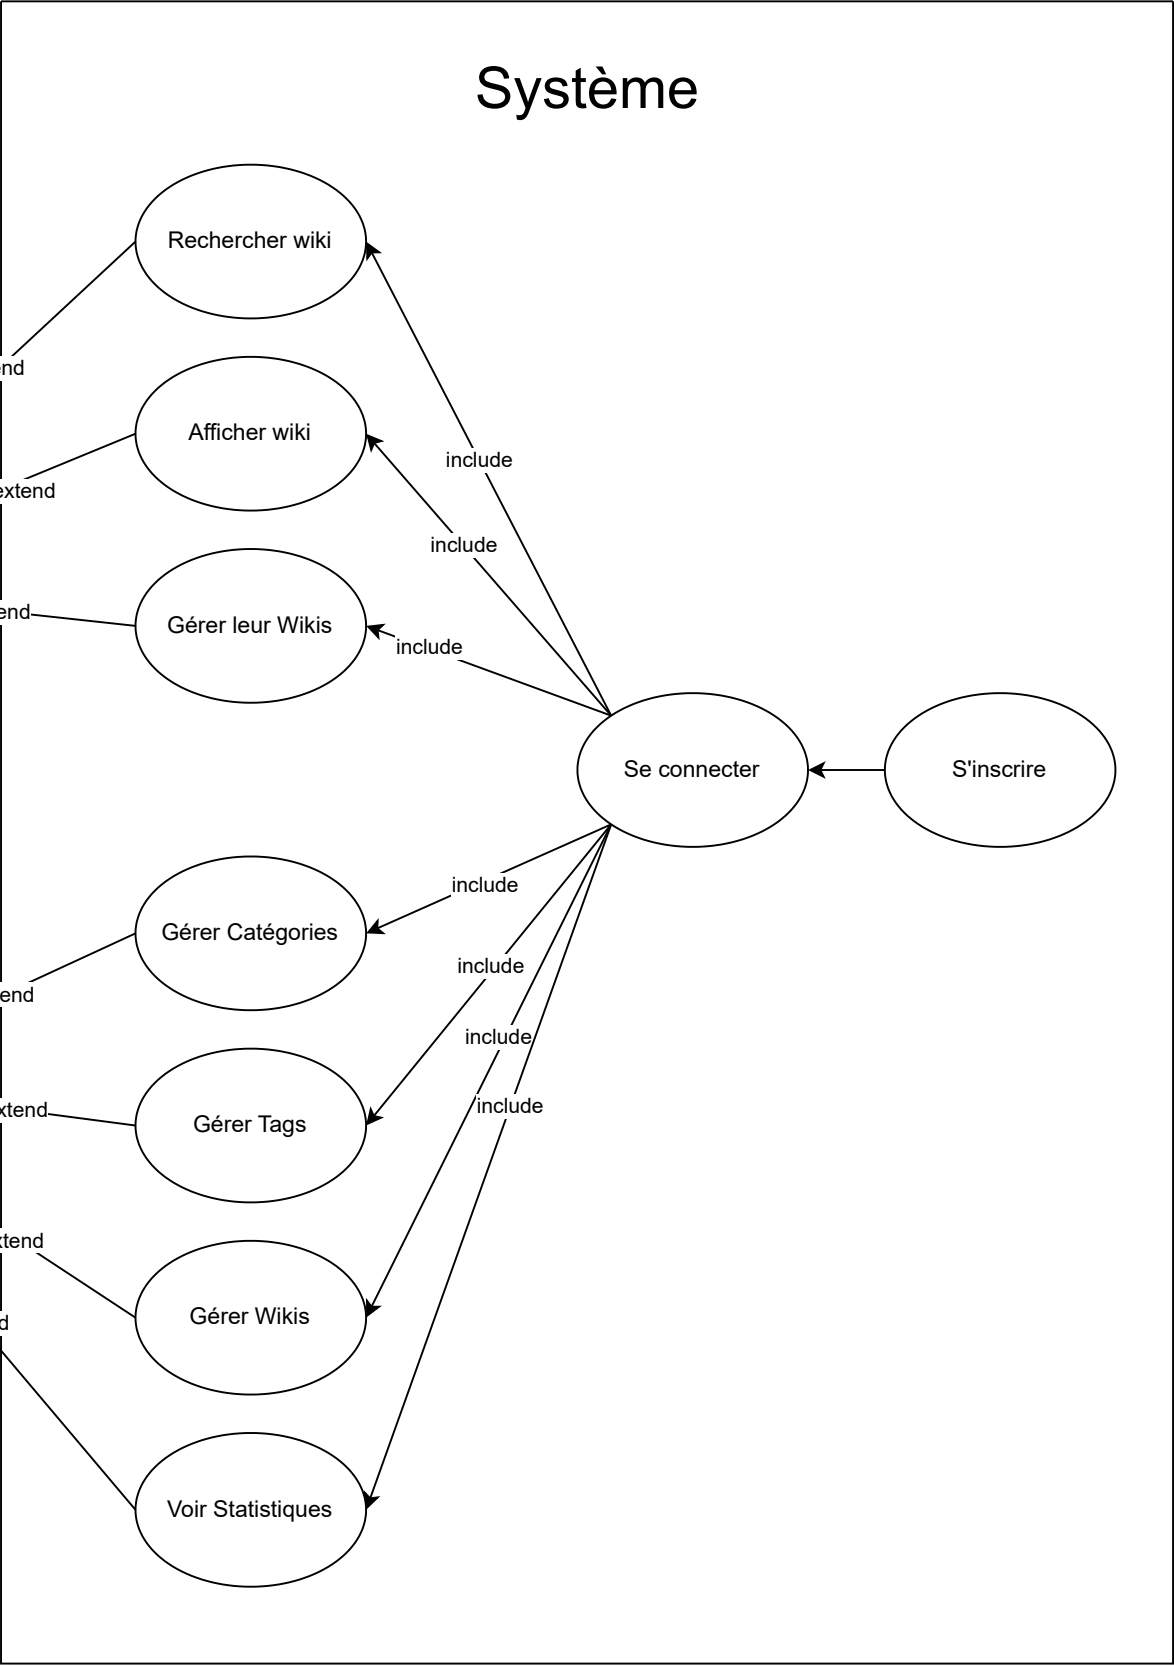 Système
Rechercher wiki
end
Afficher wiki
include
extend
include
Gérer leur Wikis
end
include
Se connecter
S'inscrire
Gérer Catégories
include
include
end
include
Gérer Tags
xtend
include
xtend
Gérer Wikis
d
Voir Statistiques